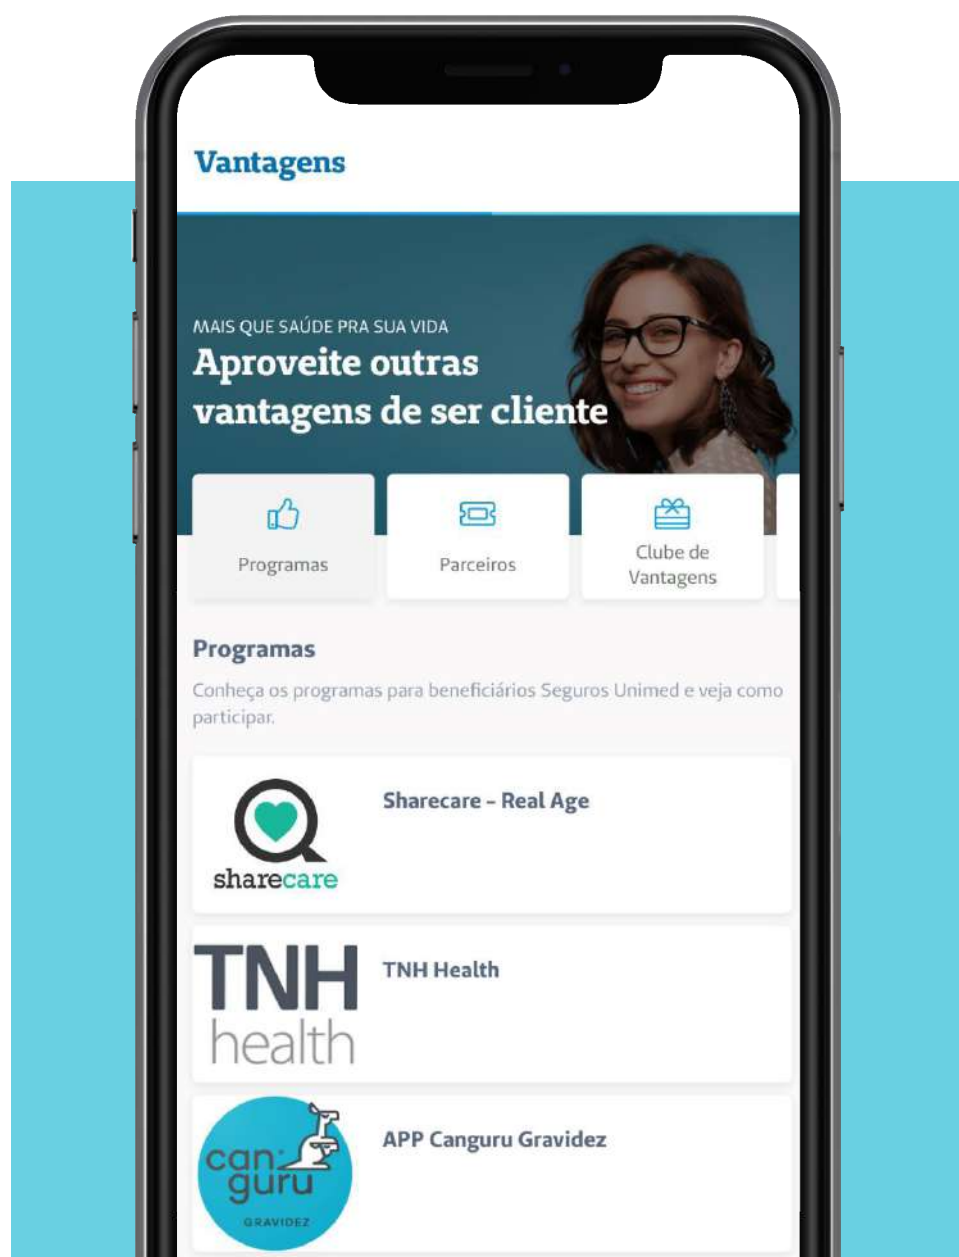 Vantagens
MAIS QUE SAÚDE PRA SUA VIDA
Aproveite outras
vantagens de ser cliente
Programas
Parceiros
Clube de
Vantagens
Programas
Conheça os programas para beneficiários Seguros Unimed e veja como
participar.
Sharecare - Real Age
sharecare
TNH
health
TNH Health
can
guru
GRAVIDEZ
APP Canguru Gravidez